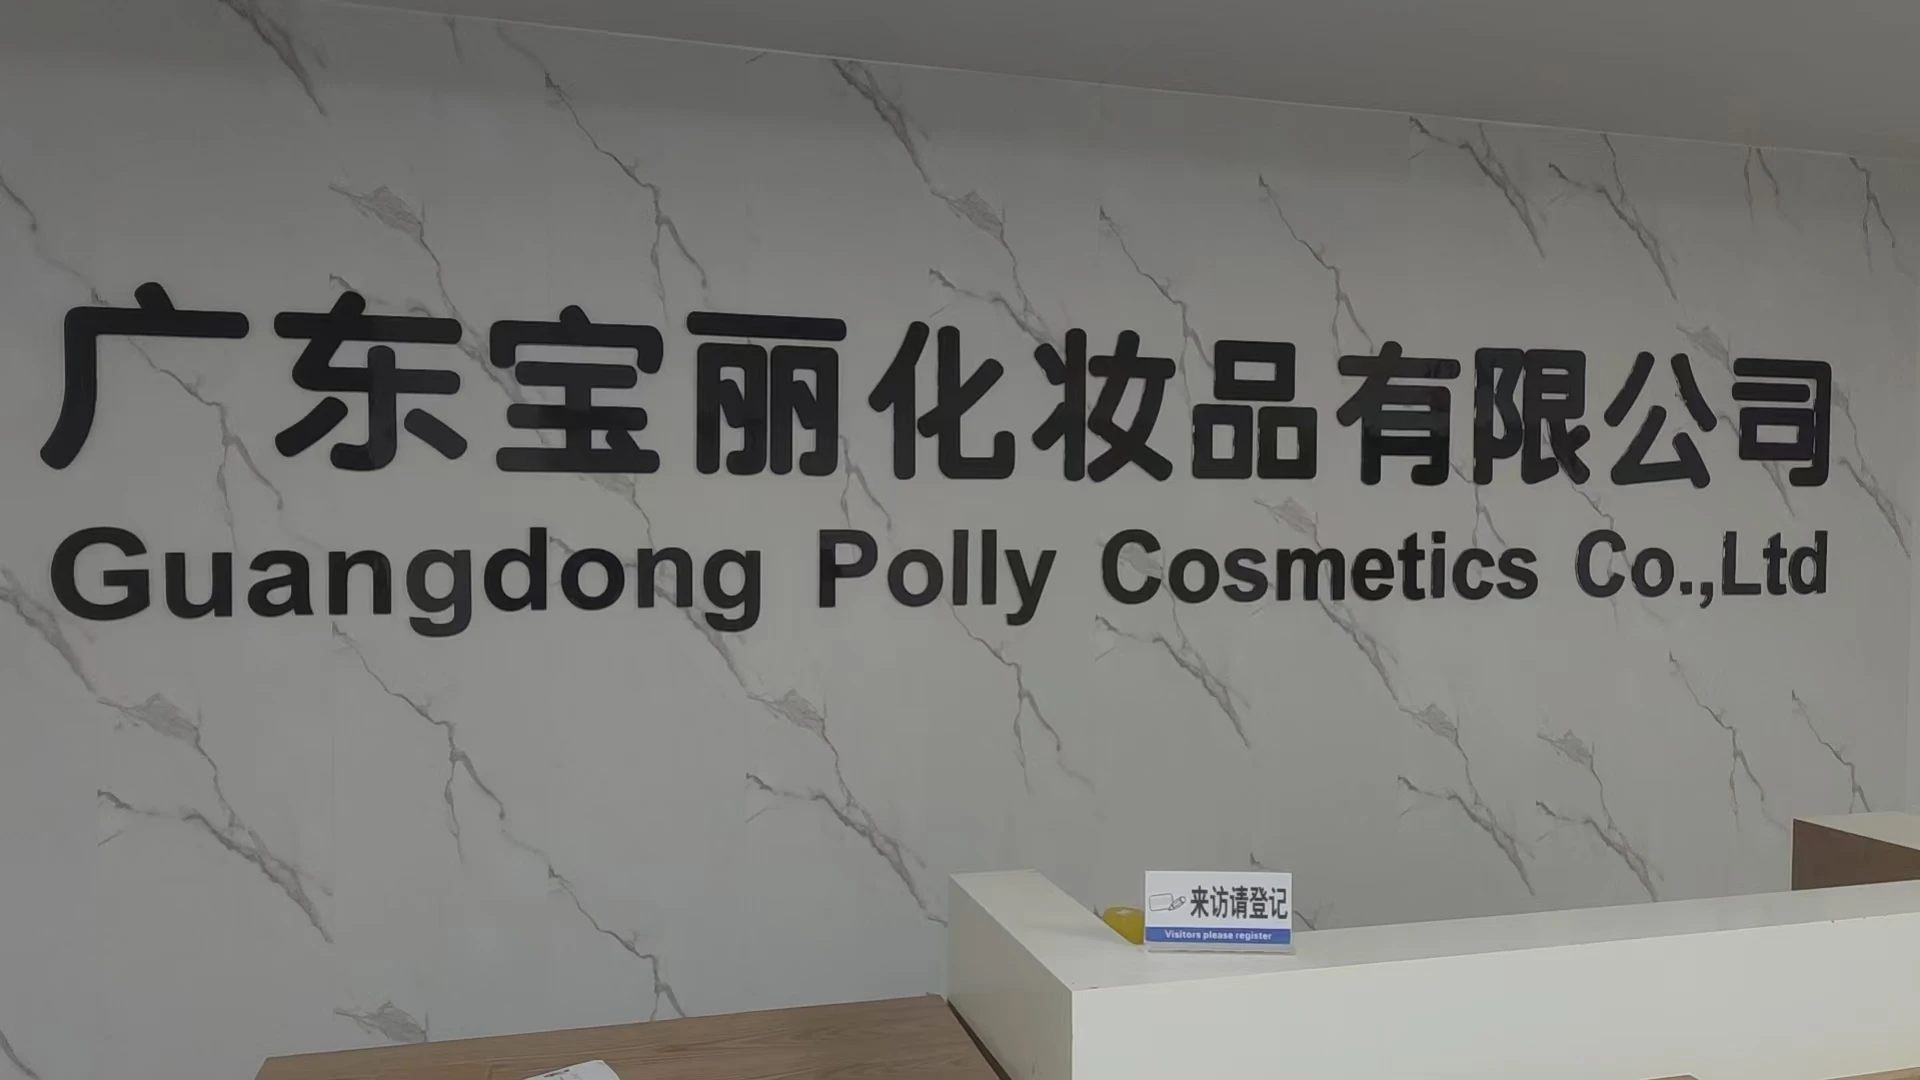 广东宝丽化妆品有限公司
Guangdong Polly Cosmetics Co.,Ltd
来访请登记
Visitors please register